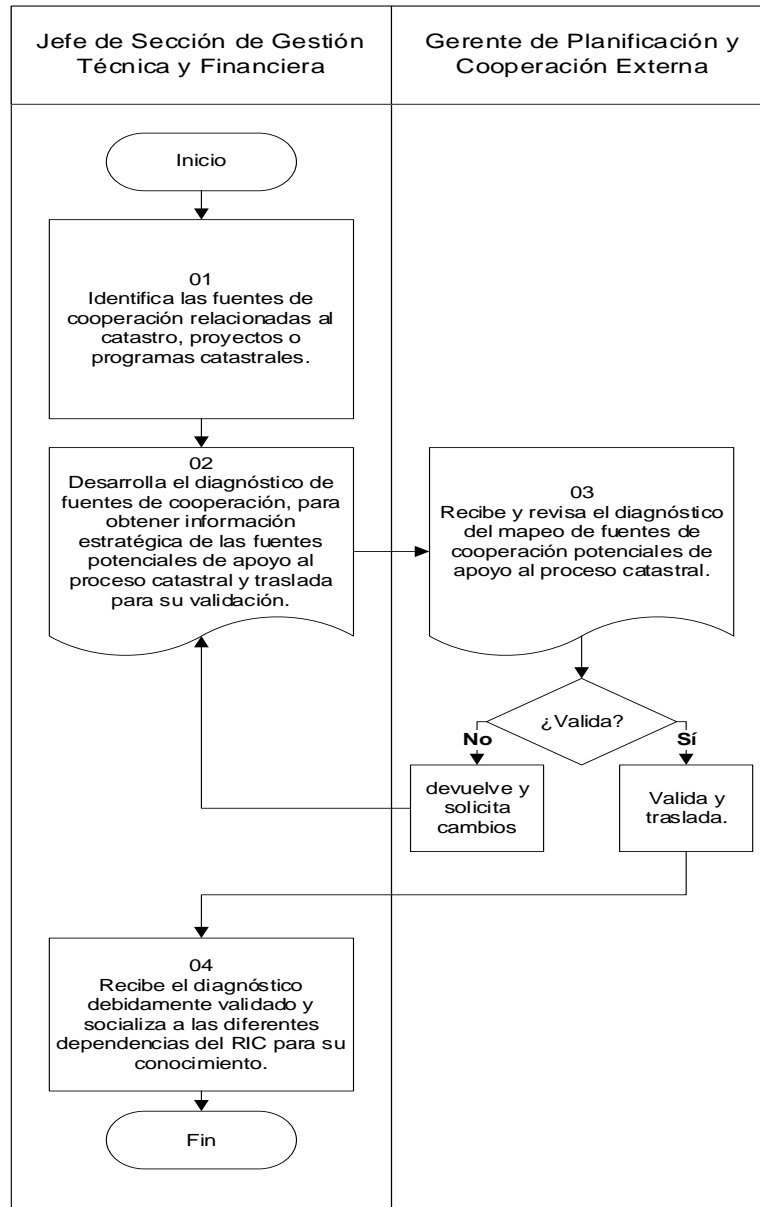 Jefe de Sección de Gestión
Técnica y Financiera
Gerente de Planificación y
Cooperación Externa
Inicio
01
Identifica las fuentes de
cooperación relacionadas al
catastro, proyectos o
programas catastrales.
02
Desarrolla el diagnóstico de
fuentes de cooperación, para
obtener información
estratégica de las fuentes
potenciales de apoyo al
proceso catastral y traslada
para su validación.
03
Recibe y revisa el diagnóstico
del mapeo de fuentes de
cooperación potenciales de
apoyo al proceso catastral.
¿Valida?
No
Sí
devuelve y
solicita
cambios
Valida y
traslada.
04
Recibe el diagnóstico
debidamente validado y
socializa a las diferentes
dependencias del RIC para su
conocimiento.
Fin